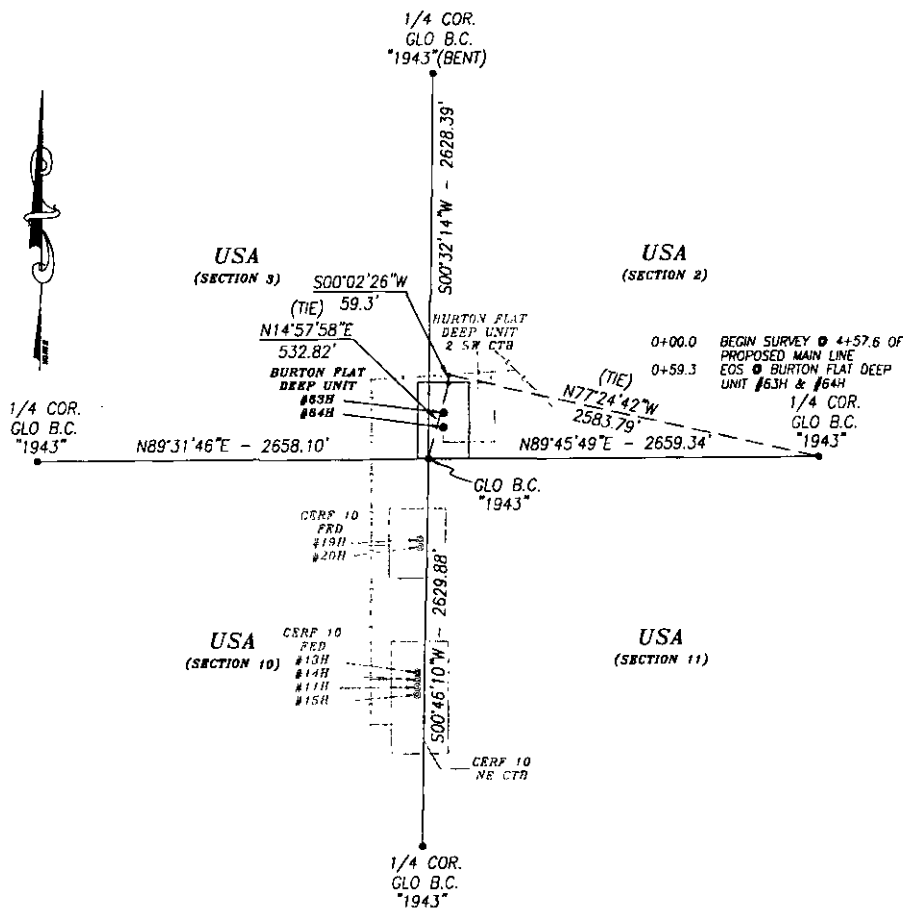 1/4 COR.
GLO B.C.
"1943"(BENT)
S00°32'14"W - 2628.39'
USA
(SECTION 3)
USA
(SECTION 2)
S00°02'26"W
59.3'
(TIE)
N14°57'58"E
532.82'
BURTON FLAT
DEEP UNIT
#63H
#64H
BURTON FLAT
DEEP UNIT
2 SW CTB
(TIE)
N77°24'42"W
2583.79'
0+00.0 BEGIN SURVEY @ 4+57.6 OF
PROPOSED MAIN LINE
0+59.3 EOS @ BURTON FLAT DEEP
UNIT #63H & #64H
1/4 COR.
GLO B.C.
"1943"
1/4 COR.
GLO B.C.
"1943"
N89°31'46"E - 2658.10'
N89°45'49"E - 2659.34'
GLO B.C.
"1943"
CERF 10
FED
#19H
#20H
S00°46'10"W - 2629.88'
USA
(SECTION 10)
CERF 10
FED
#13H
#14H
#11H
#15H
USA
(SECTION 11)
CERF 10
NE CTB
1/4 COR.
GLO B.C.
"1943"